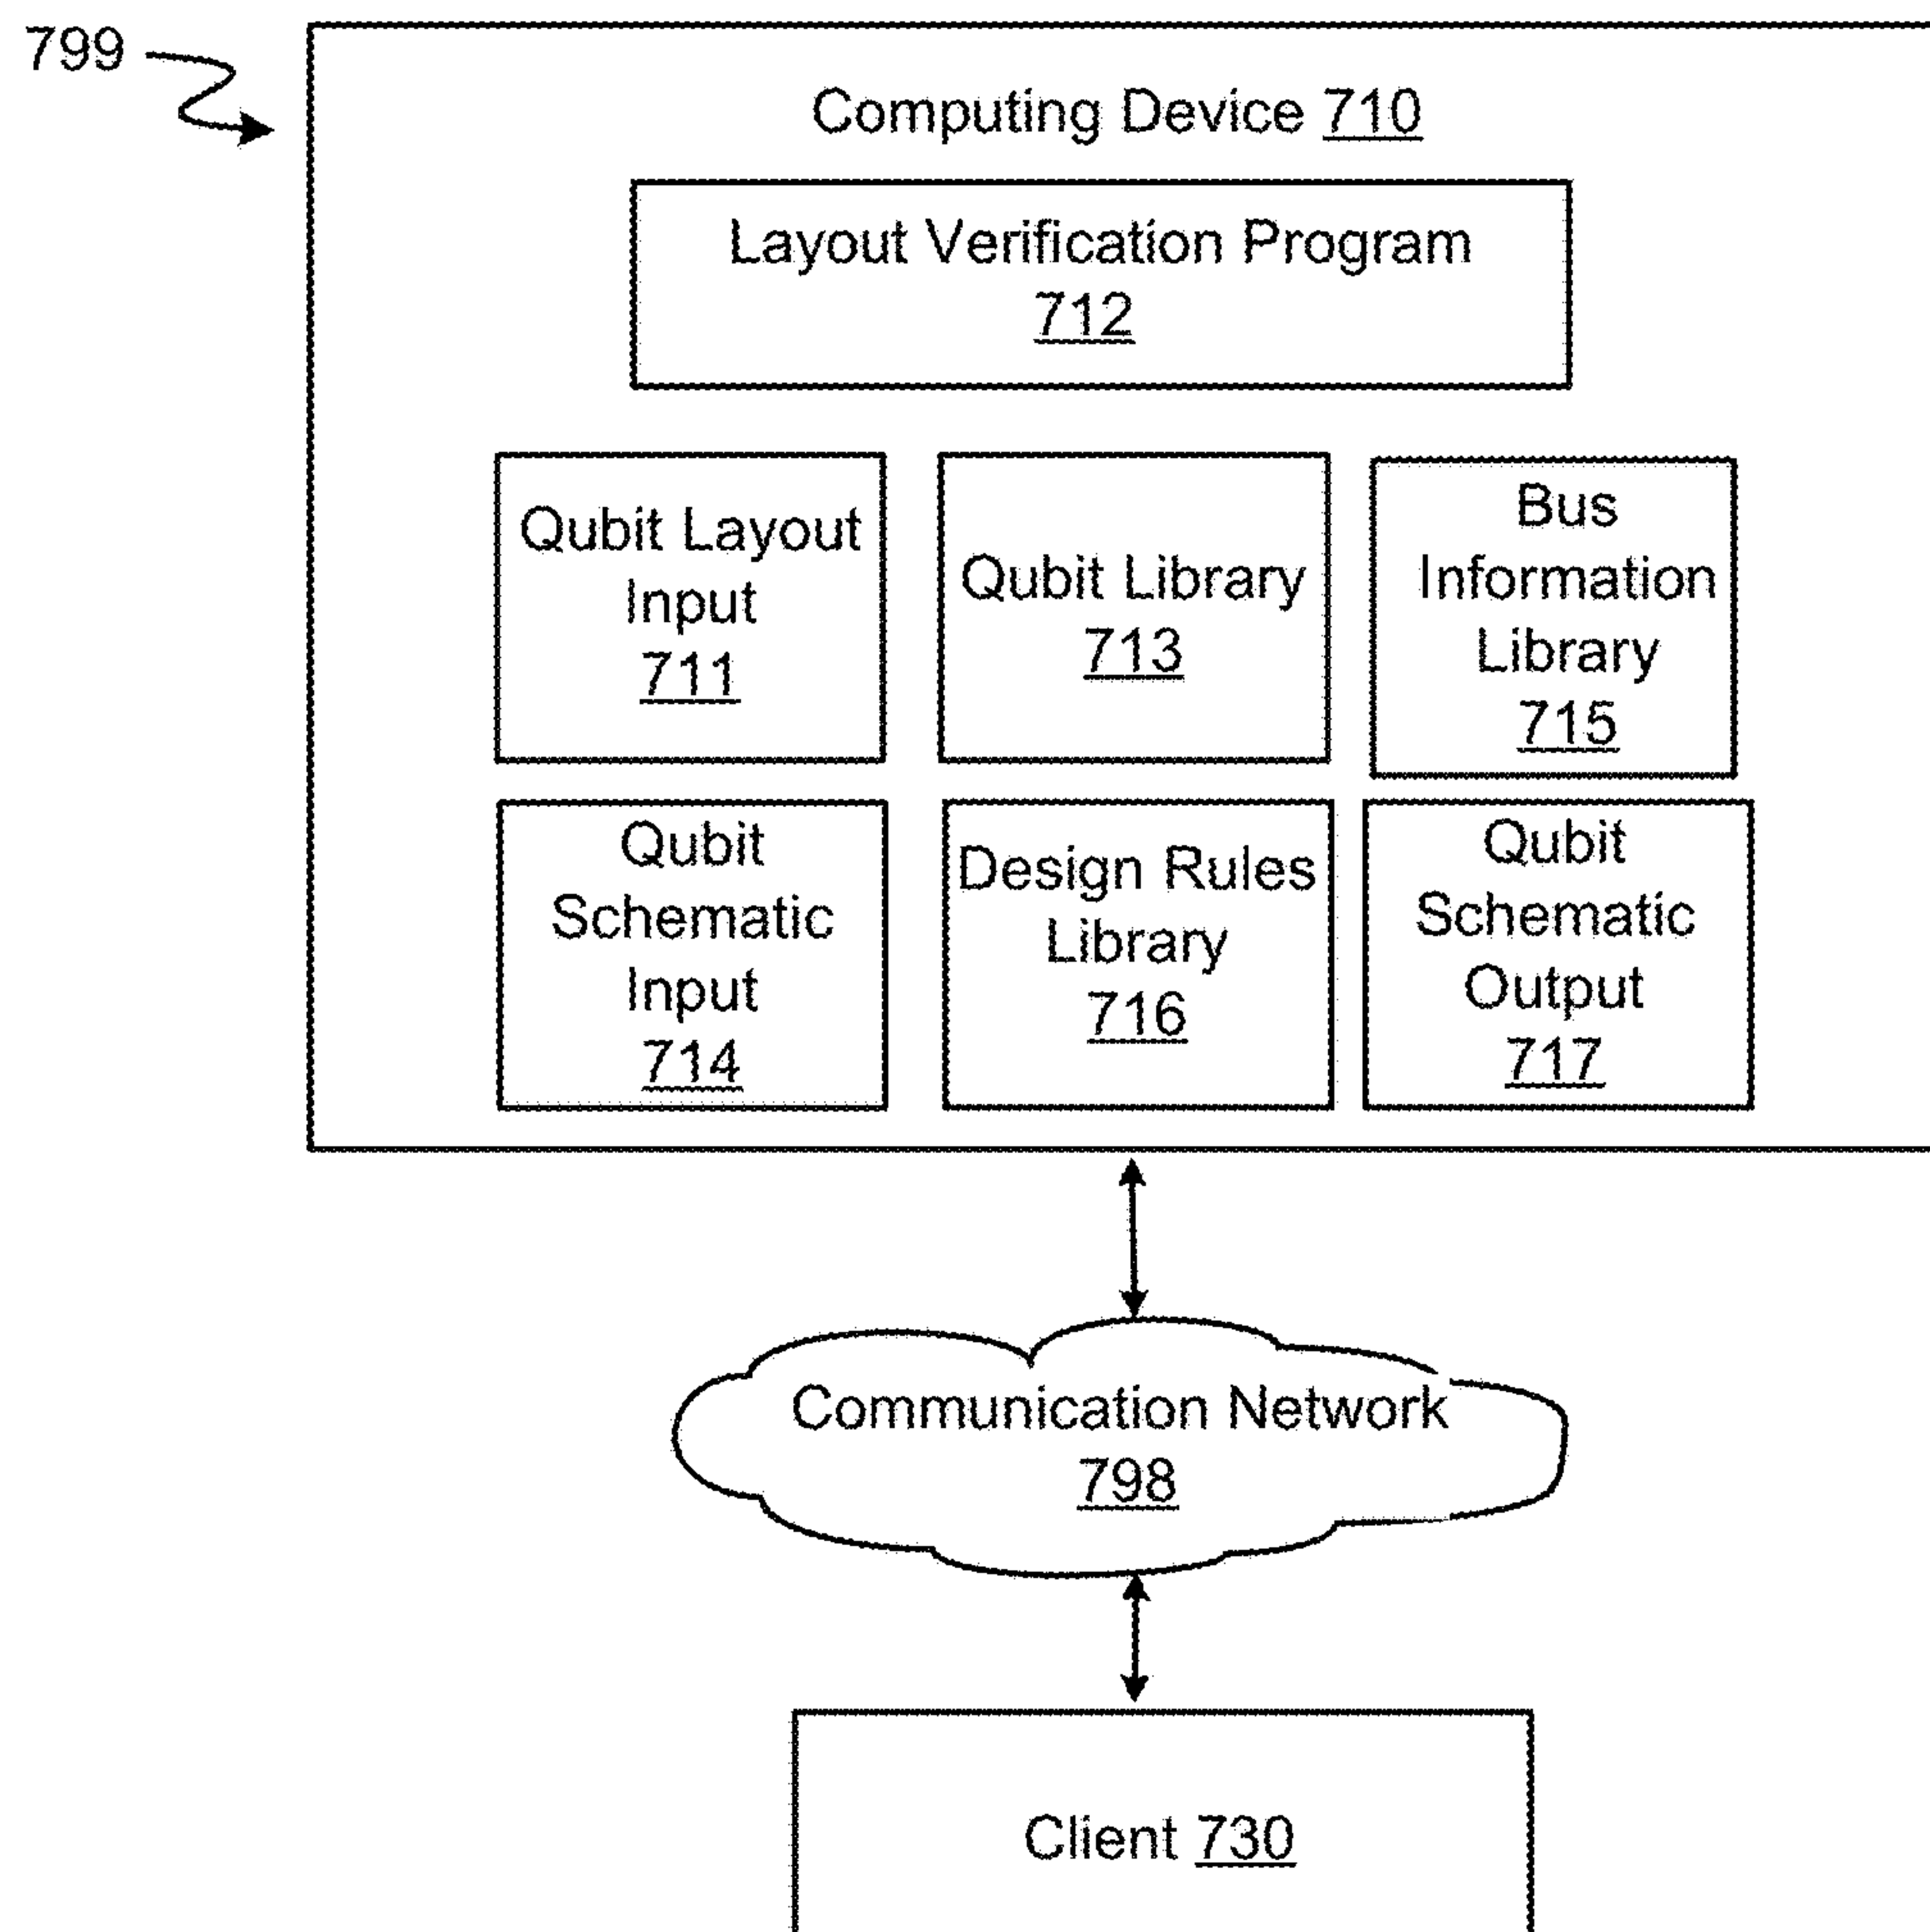 799
Computing Device 710
Layout Verification Program
712
Qubit Layout
Input
711
Qubit Library
713
Bus
Information
Library
715
Qubit
Schematic
Input
714
Design Rules
Library
716
Qubit
Schematic
Output
717
Communication Network
798
Client 730